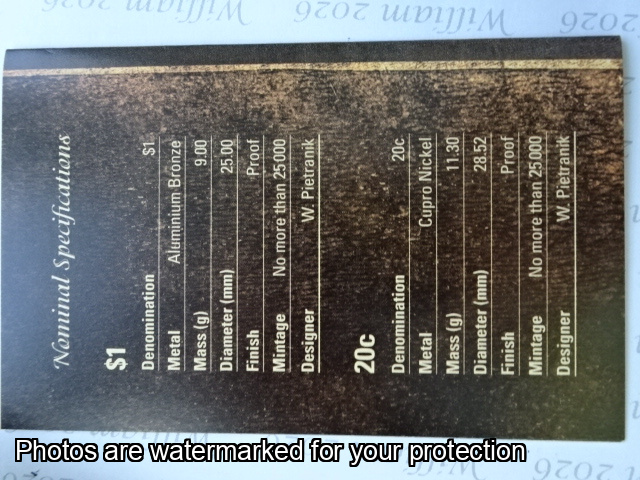 Nominal Specifications
$1
Denomination $1
Metal Aluminium Bronze
Mass (g) 9.00
Diameter (mm) 25.00
Finish Proof
Mintage No more than 25 000
Designer W. Pietranik
20c
Denomination 20c
Metal Cupro Nickel
Mass (g) 11.30
Diameter (mm) 28.52
Finish Proof
Mintage No more than 25 000
Designer W. Pietranik
William 2026
William 2026
Photos are watermarked for your protection